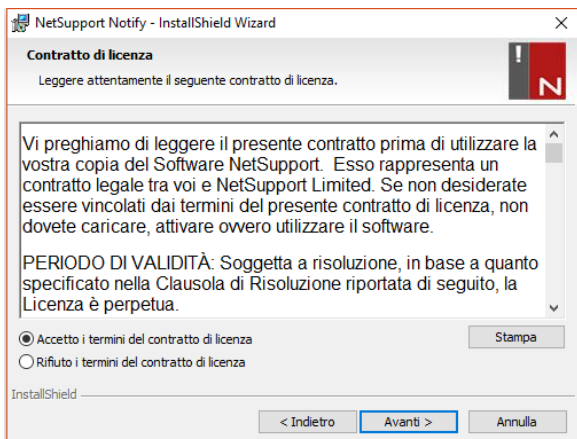 NetSupport Notify - InstallShield Wizard
Contratto di licenza
Leggere attentamente il seguente contratto di licenza.
! N
Vi preghiamo di leggere il presente contratto prima di utilizzare la
vostra copia del Software NetSupport.  Esso rappresenta un
contratto legale tra voi e NetSupport Limited. Se non desiderate
essere vincolati dai termini del presente contratto di licenza, non
dovete caricare, attivare ovvero utilizzare il software.
PERIODO DI VALIDITÀ: Soggetta a risoluzione, in base a quanto
specificato nella Clausola di Risoluzione riportata di seguito, la
Licenza è perpetua.
Accetto i termini del contratto di licenza
Stampa
Rifiuto i termini del contratto di licenza
InstallShield
< Indietro
Avanti >
Annulla